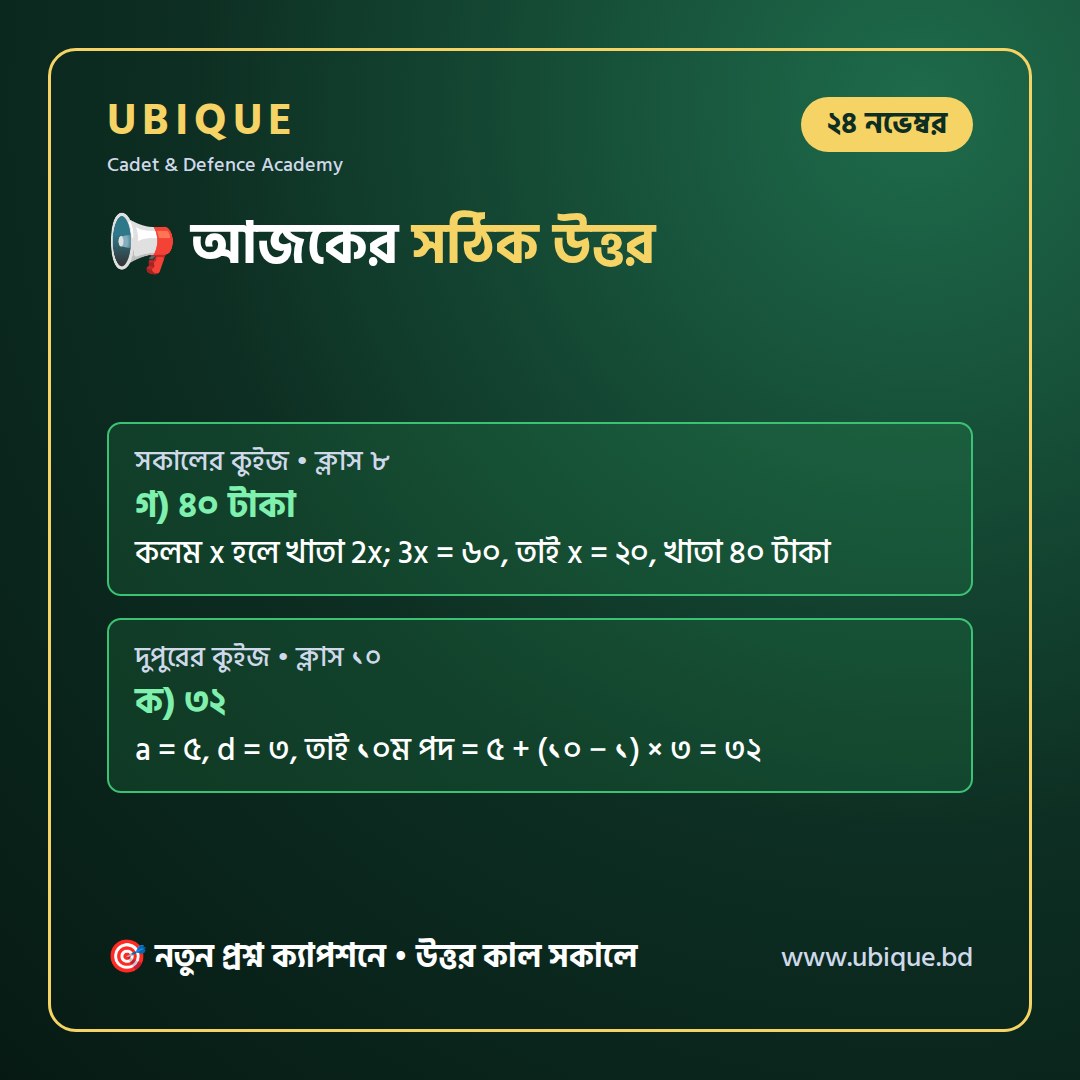 UBIQUE
Cadet & Defence Academy
২৪ নভেম্বর
আজকের সঠিক উত্তর
সকালের কুইজ • ক্লাস ৮
গ) ৪০ টাকা
কলম x হলে খাতা 2x; 3x = ৬০, তাই x = ২০, খাতা ৪০ টাকা
দুপুরের কুইজ • ক্লাস ১০
ক) ৩২
a = ৫, d = ৩, তাই ১০ম পদ = ৫ + (১০ − ১) × ৩ = ৩২
নতুন প্রশ্ন ক্যাপশনে • উত্তর কাল সকালে
www.ubique.bd